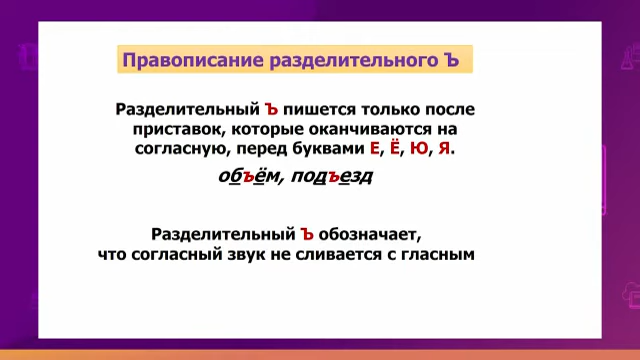 Правописание разделительного Ъ
Разделительный Ъ пишется только после
приставок, которые оканчиваются на
согласную, перед буквами Е, Ё, Ю, Я.
объём, подъезд
Разделительный Ъ обозначает,
что согласный звук не сливается с гласным